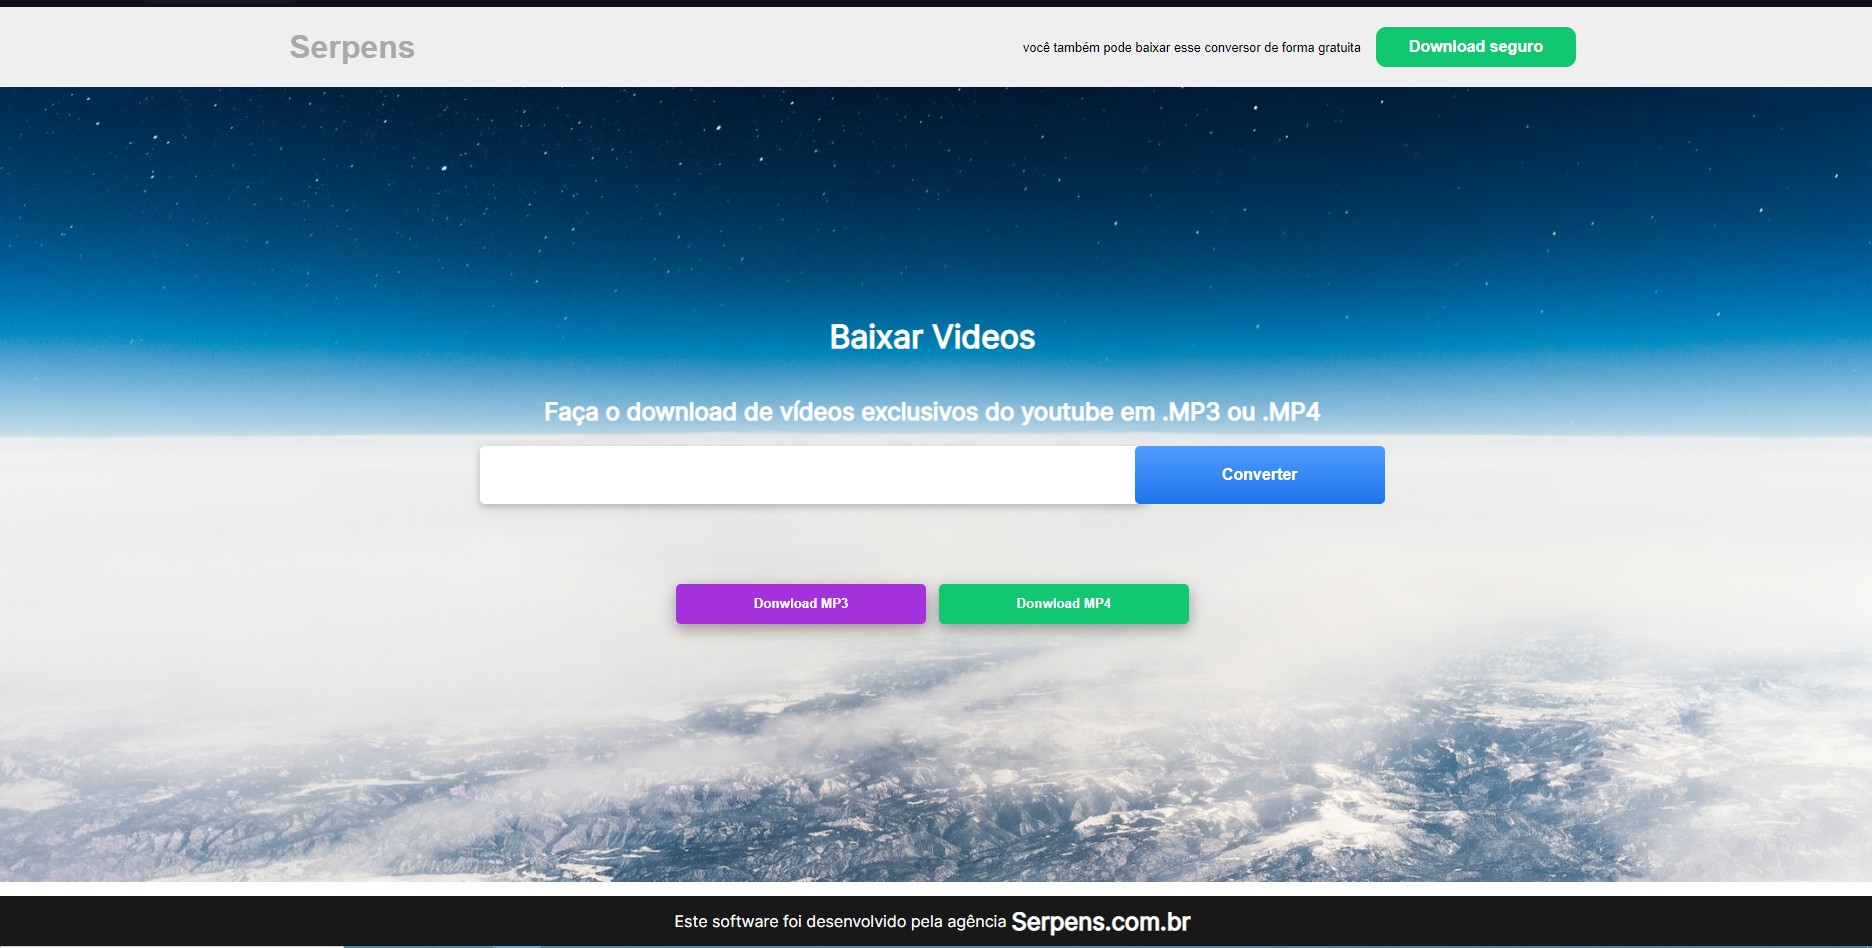 Serpens
você também pode baixar esse conversor de forma gratuita
Download seguro
Baixar Videos
Faça o download de vídeos exclusivos do youtube em .MP3 ou .MP4
Converter
Donwload MP3
Donwload MP4
Este software foi desenvolvido pela agência Serpens.com.br